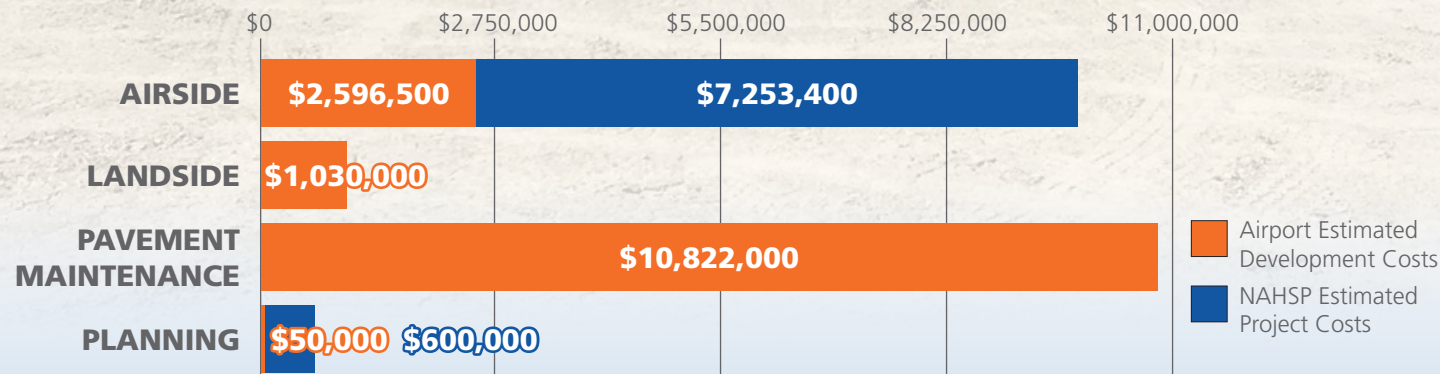 $0 $2,750,000 $5,500,000 $8,250,000 $11,000,000
AIRSIDE $2,596,500 $7,253,400
LANDSIDE $1,030,000
PAVEMENT
MAINTENANCE
$10,822,000
PLANNING $50,000 $600,000
Airport Estimated
Development Costs
NAHSP Estimated
Project Costs